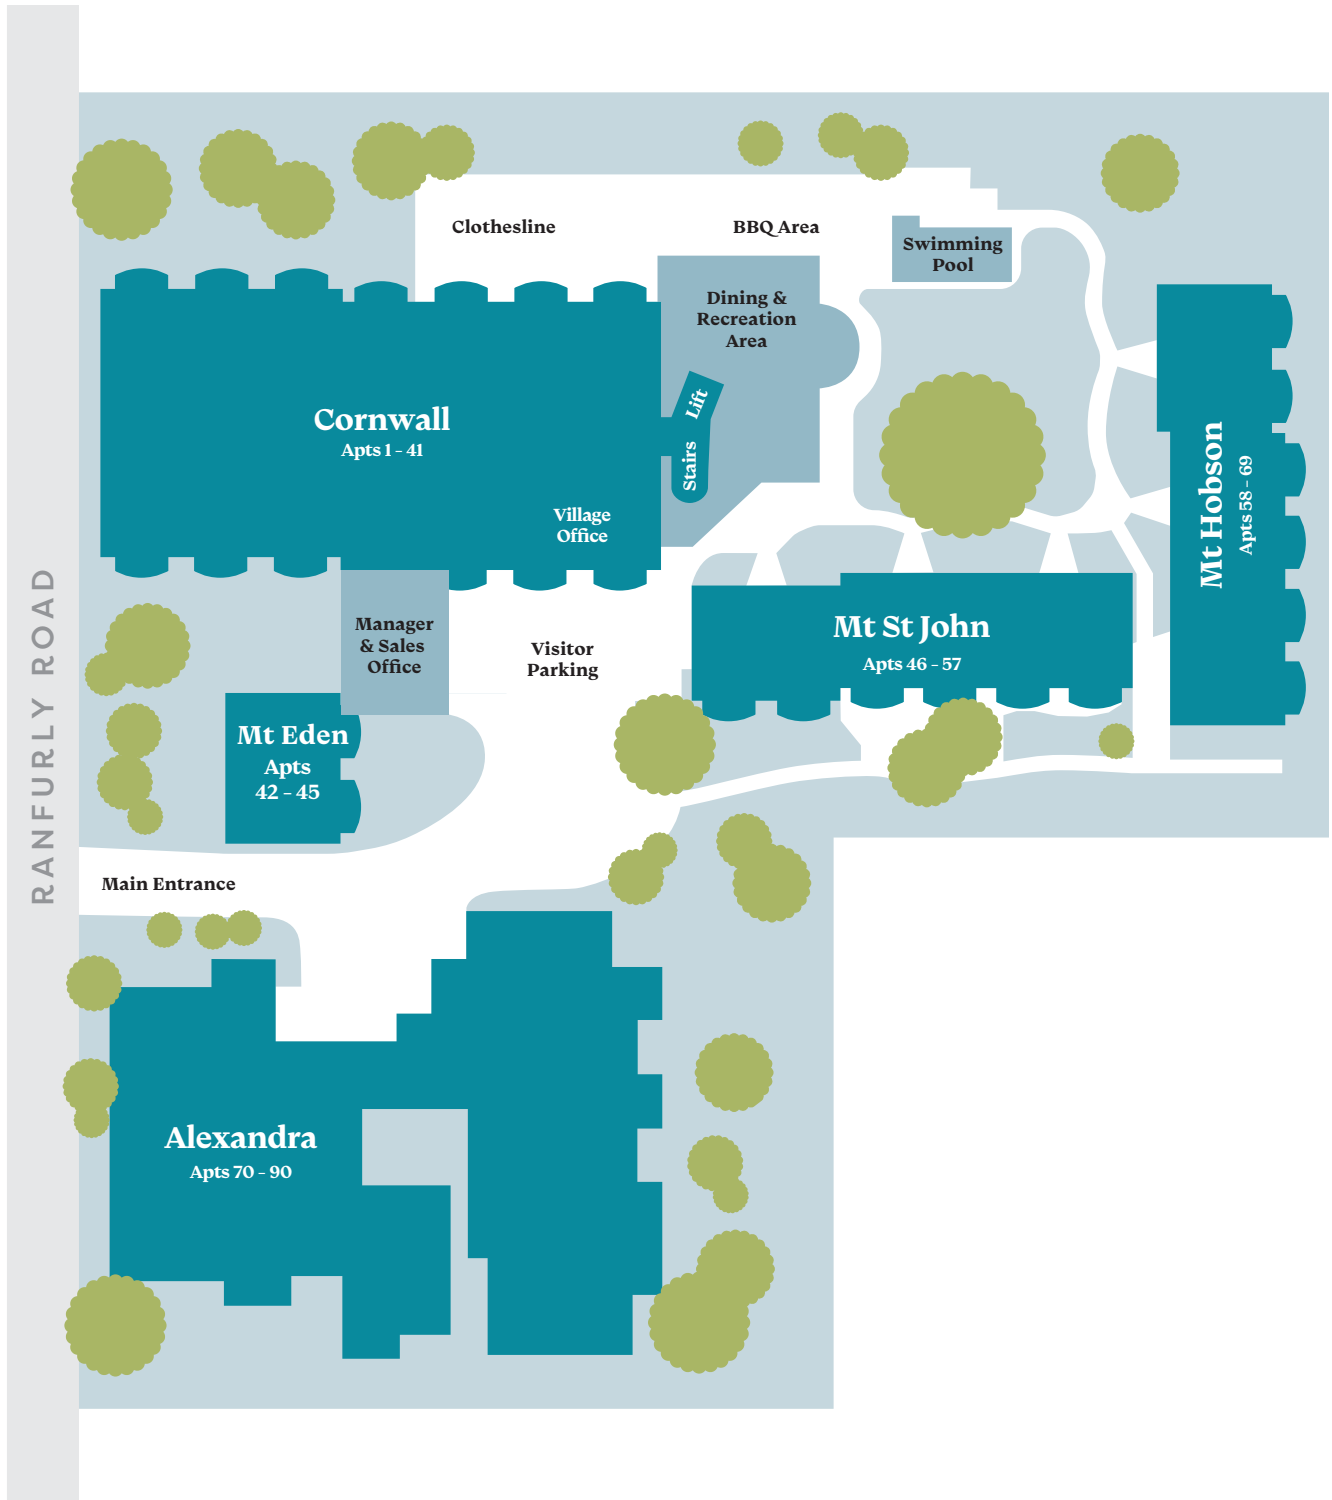 Clothesline
BBQ Area
Swimming
Pool
Dining &
Recreation
Area
Lift
Stairs
Cornwall
Apts 1 – 41
Village
Office
Mt Hobson
Apts 58 – 69
RANFURLY ROAD
Manager
& Sales
Office
Visitor
Parking
Mt St John
Apts 46 – 57
Mt Eden
Apts
42 – 45
Main Entrance
Alexandra
Apts 70 – 90